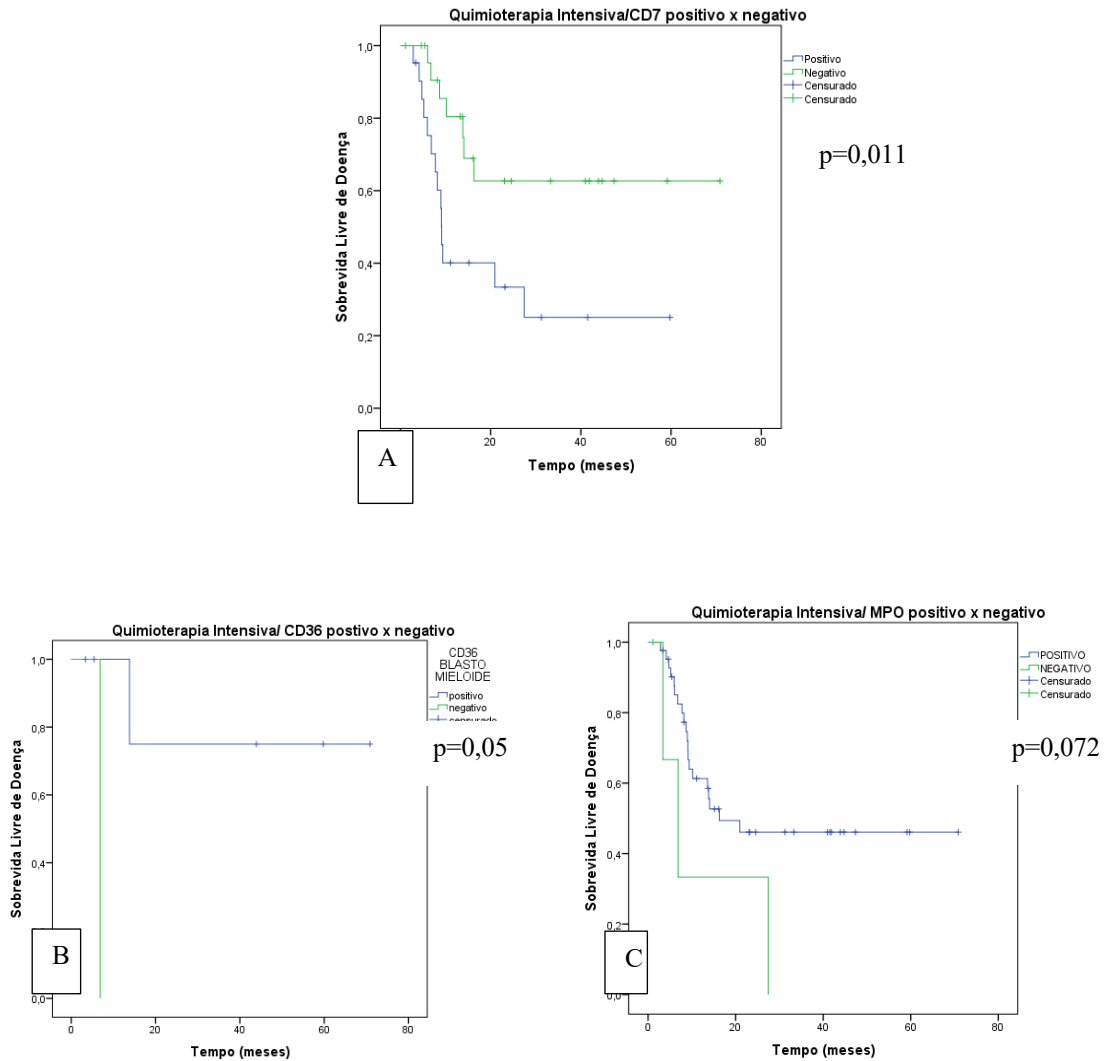 Quimioterapia Intensiva/CD7 positivo x negativo
Sobrevida Livre de Doença
1,0
0,8
0,6
0,4
0,2
0,0
20
40
60
80
Tempo (meses)
Positivo
Negativo
Censurado
Censurado
p=0,011
A
Quimioterapia Intensiva/ CD36 postivo x negativo
Sobrevida Livre de Doença
1,0
0,8
0,6
0,4
0,0
0
20
40
60
80
Tempo (meses)
CD36
BLASTO
MIELOIDE
positivo
negativo
censurado
p=0,05
B
Quimioterapia Intensiva/ MPO positivo x negativo
Sobrevida Livre de Doença
1,0
0,8
0,6
0,4
0,2
0,0
0
20
40
60
80
Tempo (meses)
POSITIVO
NEGATIVO
Censurado
Censurado
p=0,072
C